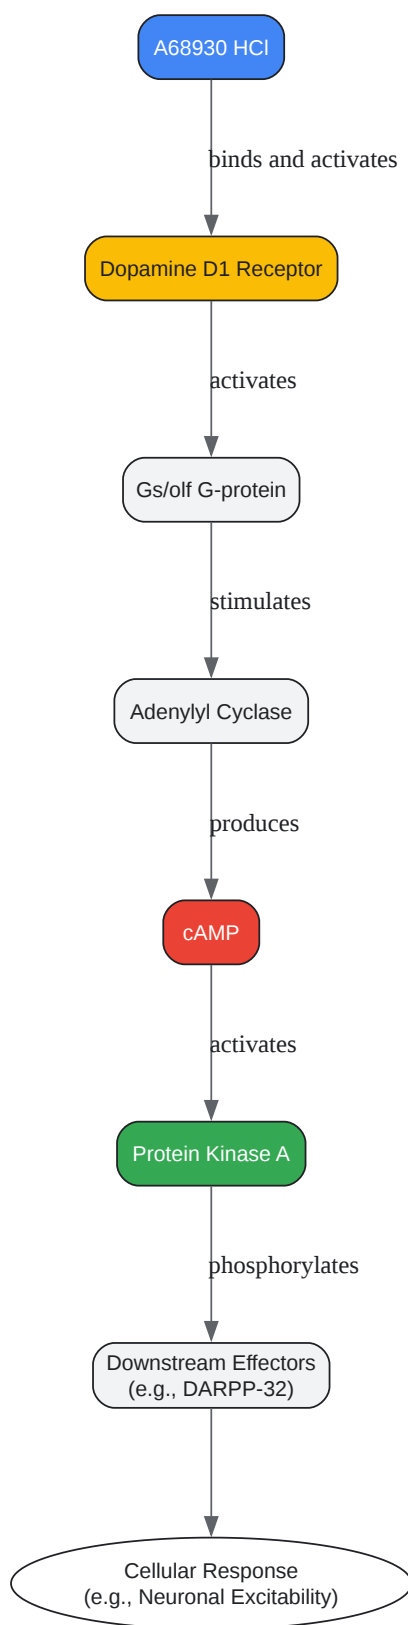 A68930 HCl
binds and activates
Dopamine D1 Receptor
activates
Gs/olf G-protein
stimulates
Adenylyl Cyclase
produces
cAMP
activates
Protein Kinase A
phosphorylates
Downstream Effectors
(e.g., DARPP-32)
Cellular Response
(e.g., Neuronal Excitability)